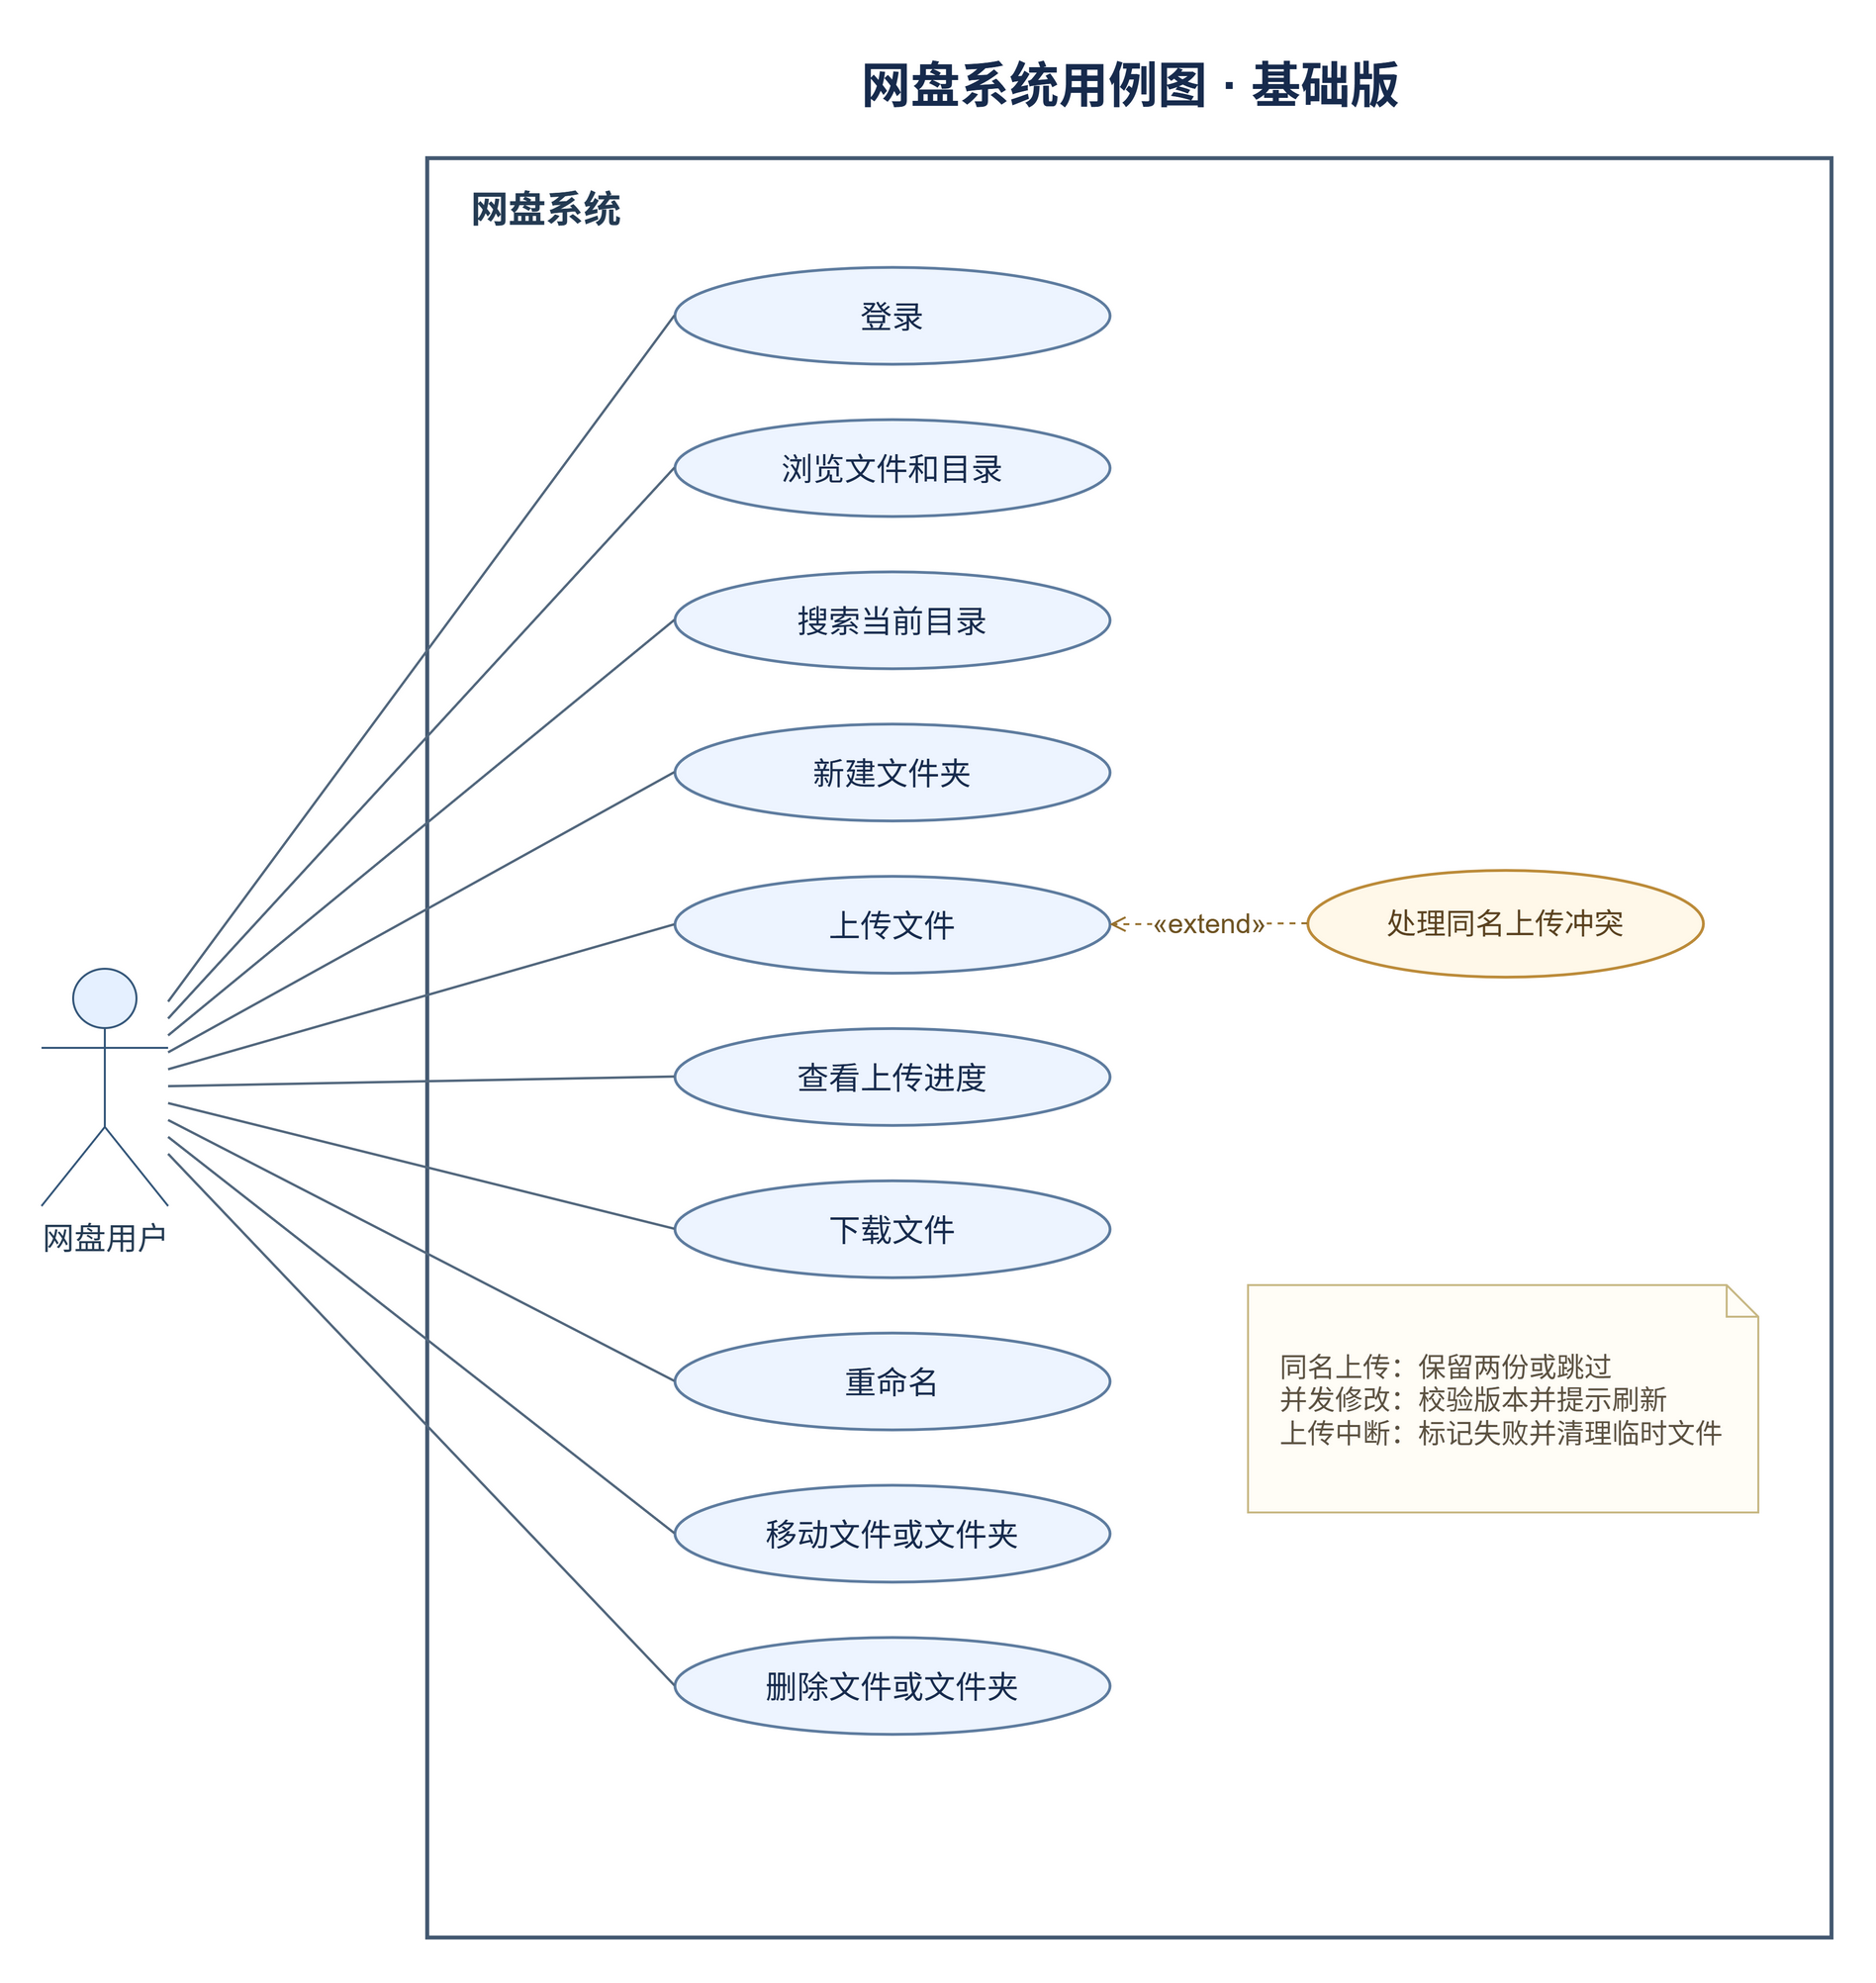 网盘系统用例图 · 基础版
网盘系统
登录
浏览文件和目录
搜索当前目录
新建文件夹
上传文件
«extend»
处理同名上传冲突
查看上传进度
下载文件
网盘用户
重命名
同名上传：保留两份或跳过
并发修改：校验版本并提示刷新
上传中断：标记失败并清理临时文件
移动文件或文件夹
删除文件或文件夹